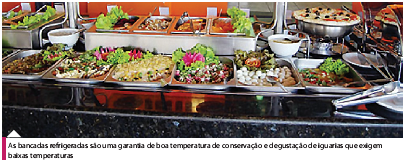 As bancadas refrigeradas são uma garantia de boa temperatura de conservação e degustação de iguarias que exigem
baixas temperaturas